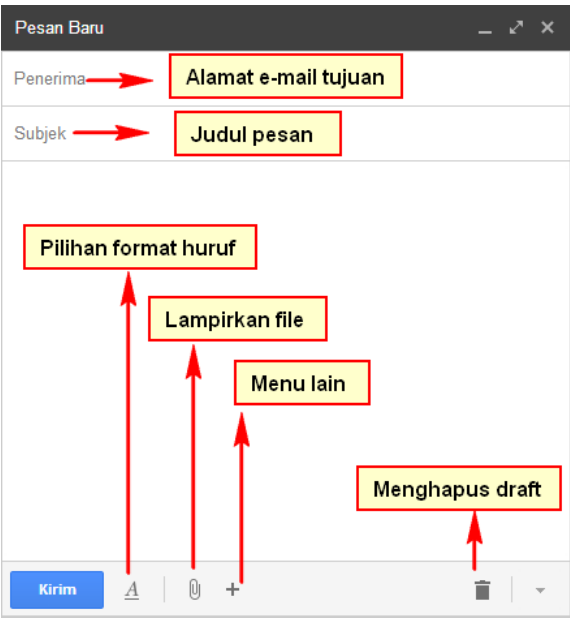 Pesan Baru
Penerima Alamat e-mail tujuan
Subjek Judul pesan
Pilihan format huruf
Lampirkan file
Menu lain
Menghapus draft
Kirim A